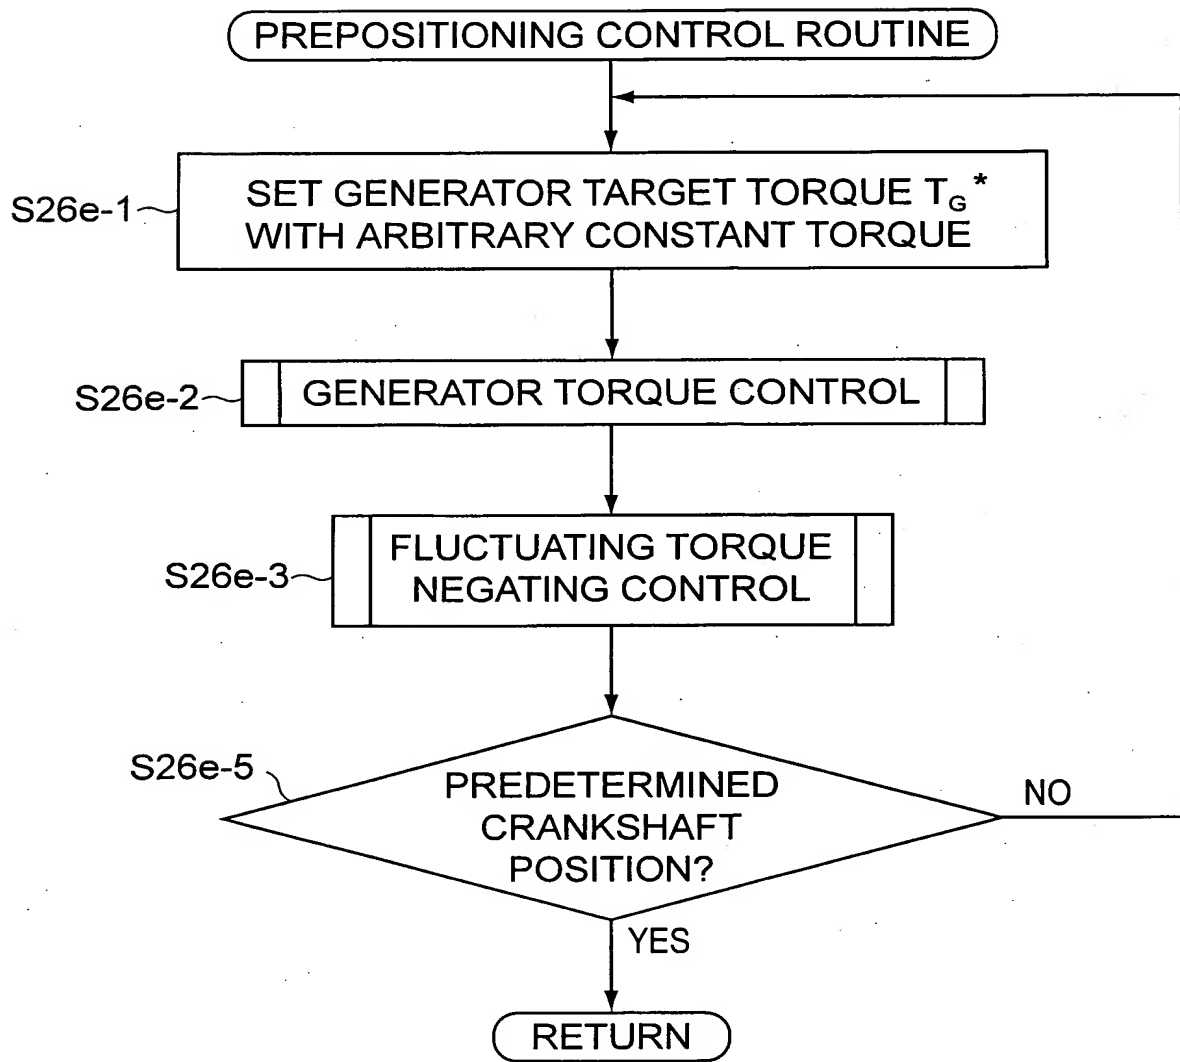 PREPOSITIONING CONTROL ROUTINE
S26e-1
SET GENERATOR TARGET TORQUE TG*
WITH ARBITRARY CONSTANT TORQUE
S26e-2
GENERATOR TORQUE CONTROL
S26e-3
FLUCTUATING TORQUE
NEGATING CONTROL
S26e-5
PREDETERMINED
CRANKSHAFT
POSITION?
NO
YES
RETURN